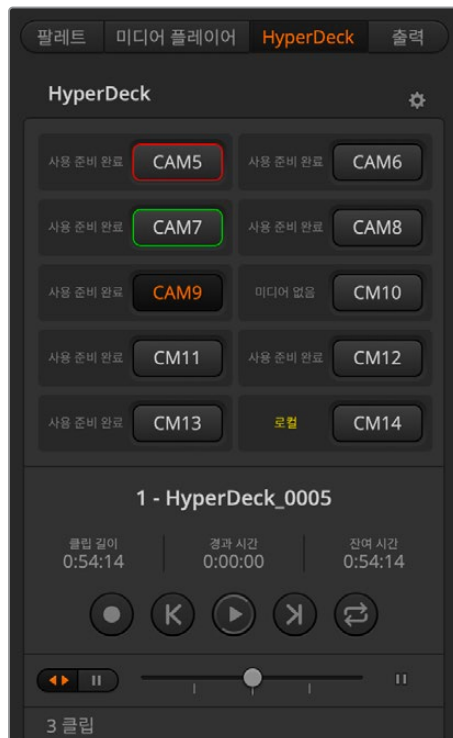 팔레트 미디어 플레이어 HyperDeck 출력
HyperDeck
사용 준비 완료 CAM5 사용 준비 완료 CAM6
사용 준비 완료 CAM7 사용 준비 완료 CAM8
사용 준비 완료 CAM9 미디어 없음 CM10
사용 준비 완료 CM11 사용 준비 완료 CM12
사용 준비 완료 CM13 로컬 CM14
1 - HyperDeck_0005
클립 길이 경과 시간 잔여 시간
0:54:14 0:00:00 0:54:14
3 클립